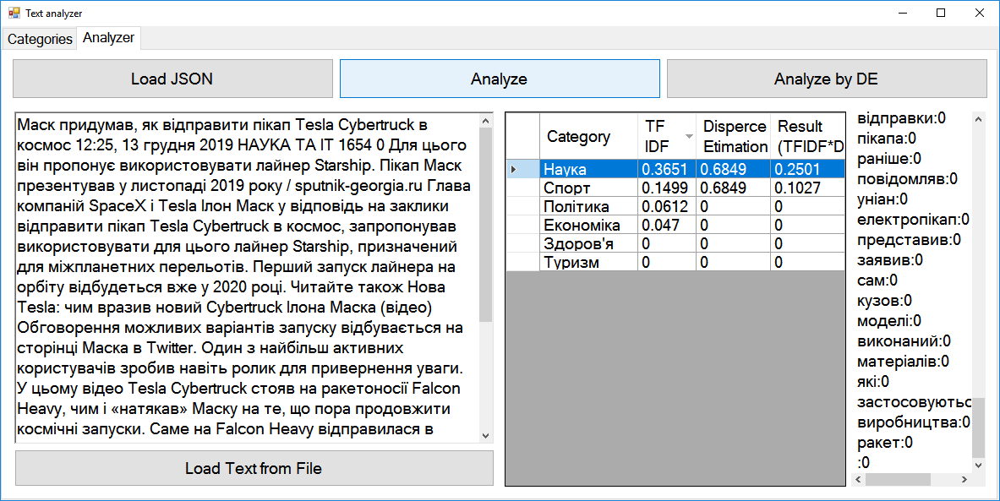 Text analyzer
Categories Analyzer
Load JSON Analyze Analyze by DE
Маск придумав, як відправити пікап Tesla Cybertruck в
космос 12:25, 13 грудня 2019 НАУКА ТА IT 1654 0 Для цього
він пропонує використовувати лайнер Starship. Пікап Маск
презентував у листопаді 2019 року / sputnik-georgia.ru Глава
компаній SpaceX і Tesla Ілон Маск у відповідь на заклики
відправити пікап Tesla Cybertruck в космос, запропонував
використовувати для цього лайнер Starship, призначений
для міжпланетних перельотів. Перший запуск лайнера на
орбіту відбудеться вже у 2020 році. Читайте також Нова
Tesla: чим вразив новий Cybertruck Ілона Маска (відео)
Обговорення можливих варіантів запуску відбувається на
сторінці Маска в Twitter. Один з найбільш активних
користувачів зробив навіть ролик для привернення уваги.
У цьому відео Tesla Cybertruck стояв на ракетоносії Falcon
Heavy, чим і «натякав» Маску на те, що пора продовжити
космічні запуски. Саме на Falcon Heavy відправилася в
Load Text from File
Category TF IDF Disperce Etimation Result (TFIDF*D
Наука 0.3651 0.6849 0.2501
Спорт 0.1499 0.6849 0.1027
Політика 0.0612 0 0
Економіка 0.047 0 0
Здоров'я 0 0 0
Туризм 0 0 0
відправки:0
пікапа:0
раніше:0
повідомляв:0
уніан:0
електропікап:0
представив:0
заявив:0
сам:0
кузов:0
моделі:0
виконаний:0
матеріалів:0
які:0
застосовуютьс
виробництва:0
ракет:0
:0